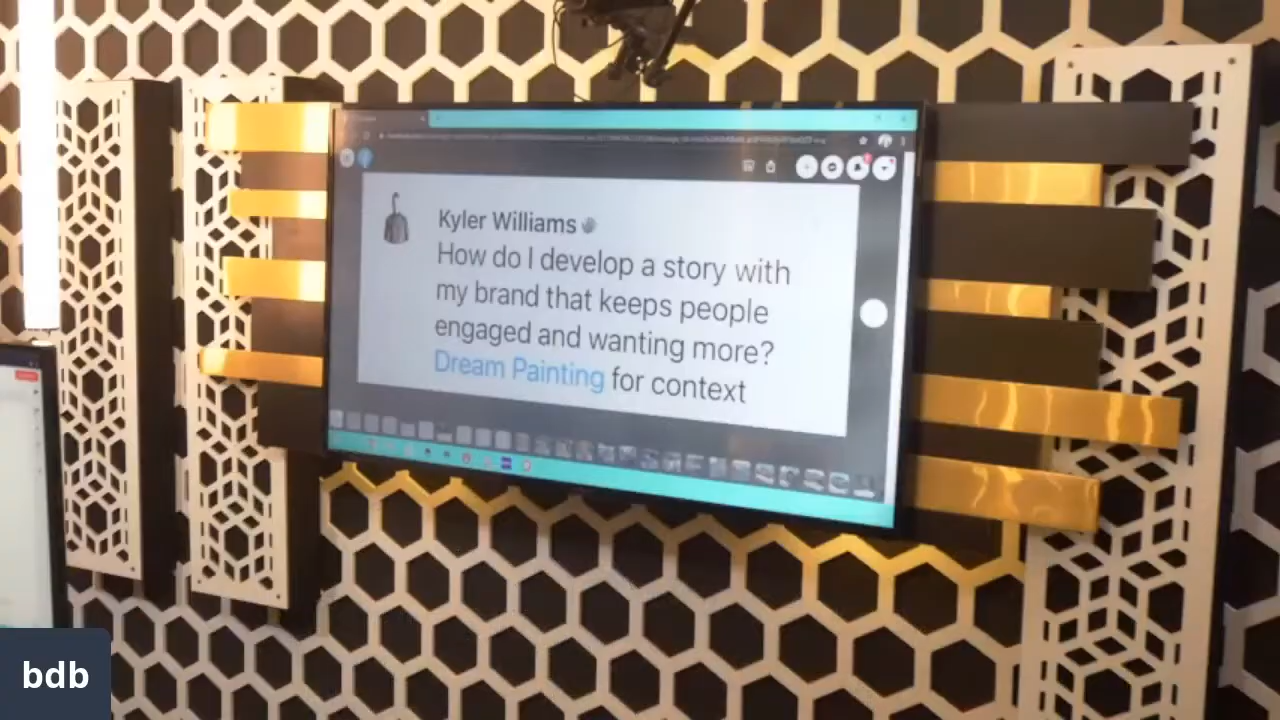 Kyler Williams
How do I develop a story with
my brand that keeps people
engaged and wanting more?
Dream Painting for context
bdb